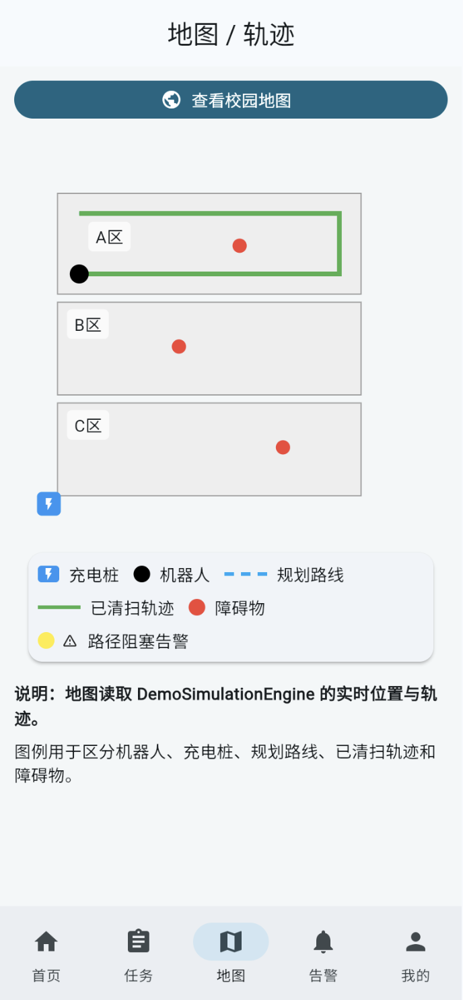 地图 / 轨迹
查看校园地图
A区
B区
C区
充电桩 机器人 规划路线
已清扫轨迹 障碍物
路径阻塞告警
说明：地图读取 DemoSimulationEngine 的实时位置与轨
迹。
图例用于区分机器人、充电桩、规划路线、已清扫轨迹和
障碍物。
首页 任务 地图 告警 我的